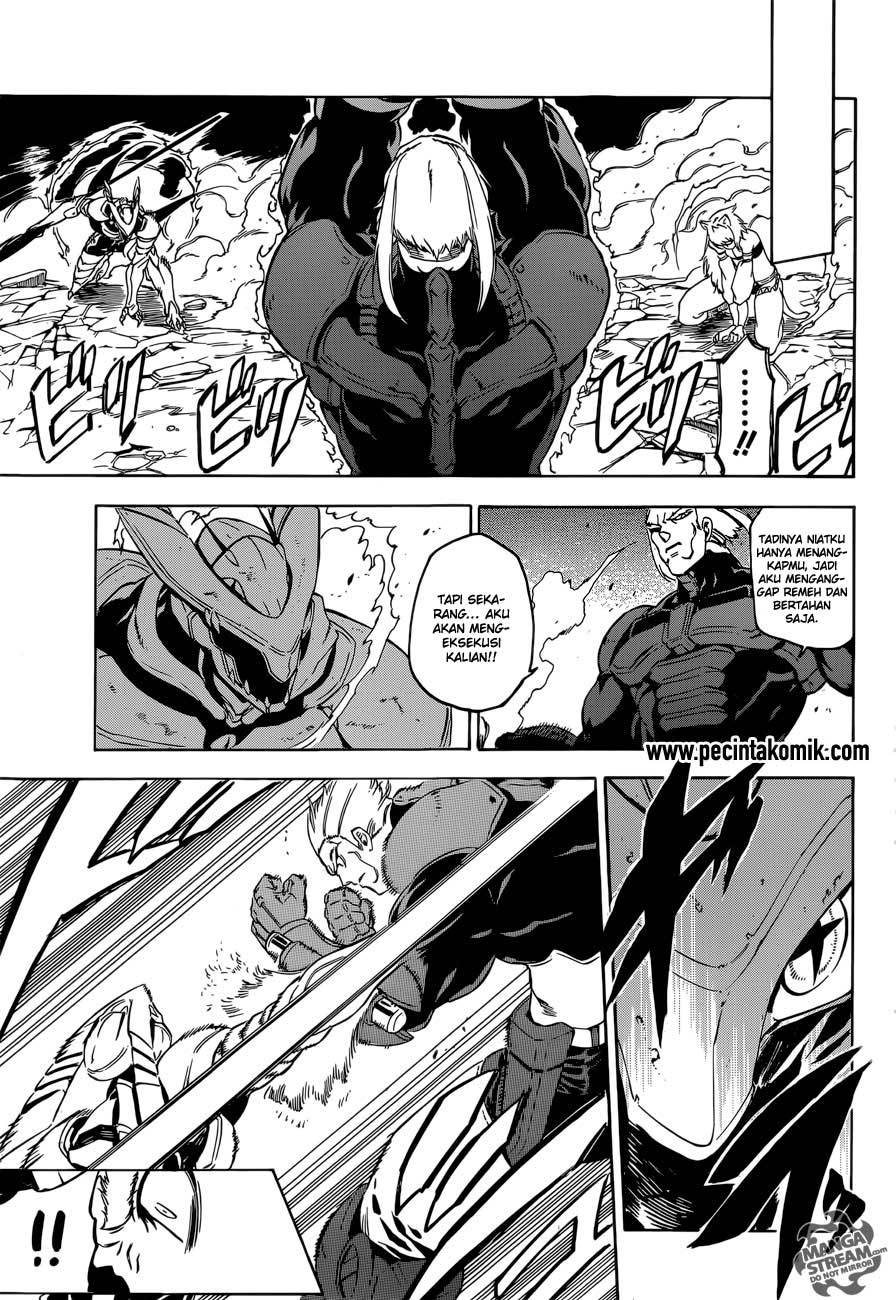 ビリ
ビリ
ビリ
ビ
.......!!
TADINYA NIATKU
HANYA MENANG-
KAPMU, JADI
AKU MENGANG-
GAP REMEH DAN
BERTAHAN
SAJA.
TAPI SEKA-
RANG... AKU
AKAN MENG-
EKSEKUSI
KALIAN!!
www.pecintakomik.com
!!
MANGA
STREAM.com
DO NOT MIRROR